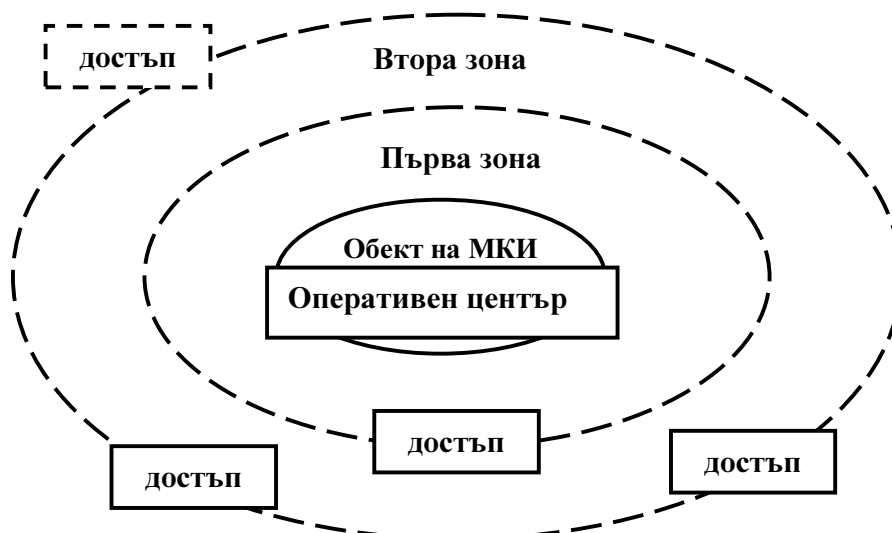 достъп
Втора зона
Първа зона
Обект на МКИ
Оперативен център
достъп
достъп
достъп